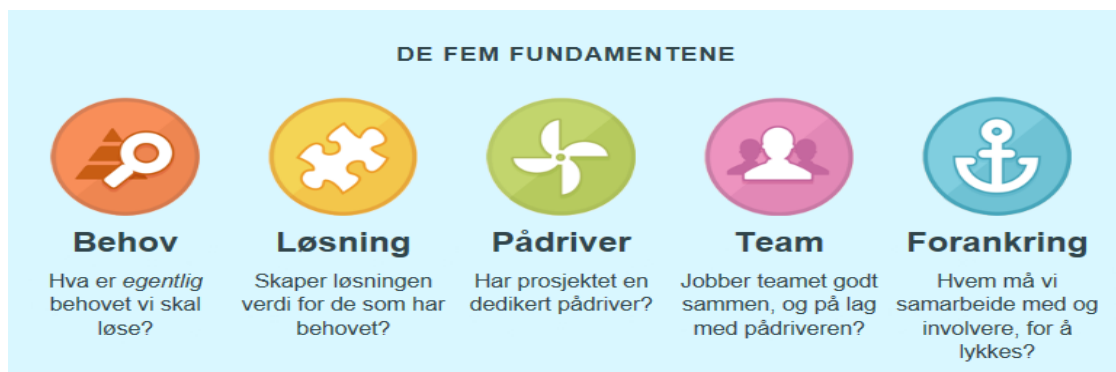 DE FEM FUNDAMENTENE
Behov
Hva er egentlig
behovet vi skal
løse?
Løsning
Skaper løsningen
verdi for de som har
behovet?
Pådriver
Har prosjektet en
dedikert pådriver?
Team
Jobber teamet godt
sammen, og på lag
med pådriveren?
Forankring
Hvem må vi
samarbeide med og
involvere, for å
lykkes?